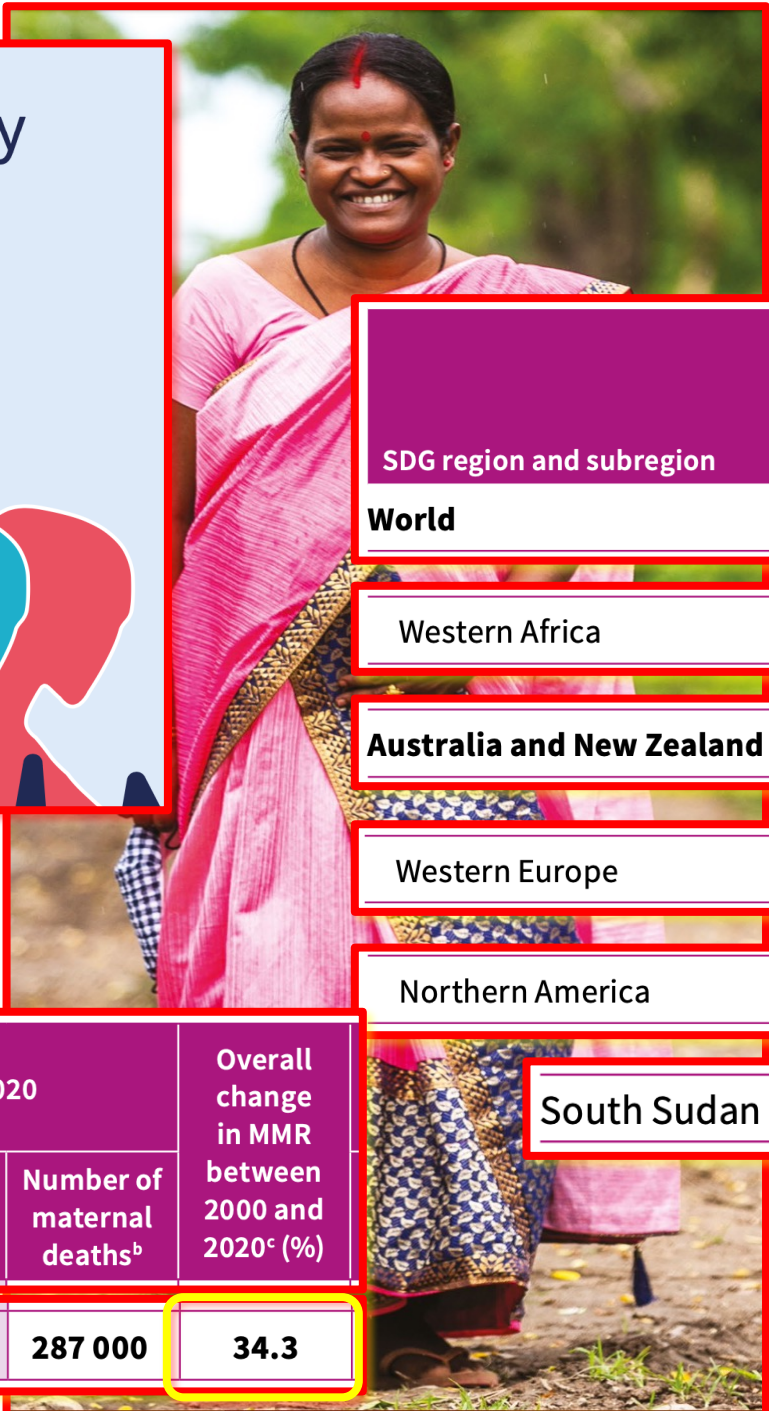 y
SDG region and subregion
World
Western Africa
Australia and New Zealand
Western Europe
Northern America
South Sudan
020
Number of
maternal
deathsᵇ
Overall
change
in MMR
between
2000 and
2020ᶜ (%)
287 000
34.3